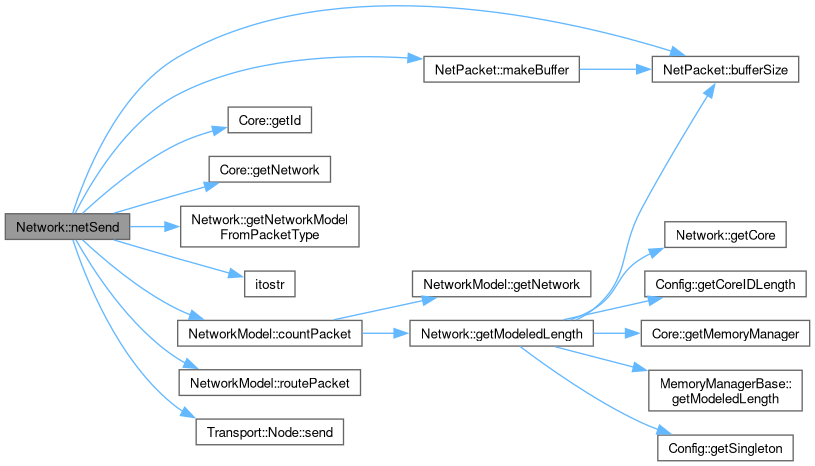 Network::netSend
NetPacket::makeBuffer
NetPacket::bufferSize
Core::getId
Core::getNetwork
Network::getNetworkModel
FromPacketType
itostr
NetworkModel::countPacket
NetworkModel::getNetwork
Network::getModeledLength
Network::getCore
Config::getCoreIDLength
Core::getMemoryManager
MemoryManagerBase::
getModeledLength
Config::getSingleton
NetworkModel::routePacket
Transport::Node::send